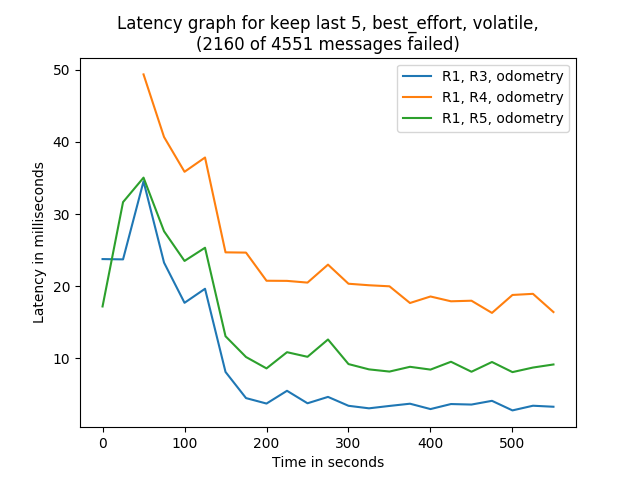 Latency graph for keep last 5, best_effort, volatile,
(2160 of 4551 messages failed)
R1, R3, odometry
R1, R4, odometry
R1, R5, odometry
Latency in milliseconds
50
40
30
20
10
0 100 200 300 400 500
Time in seconds